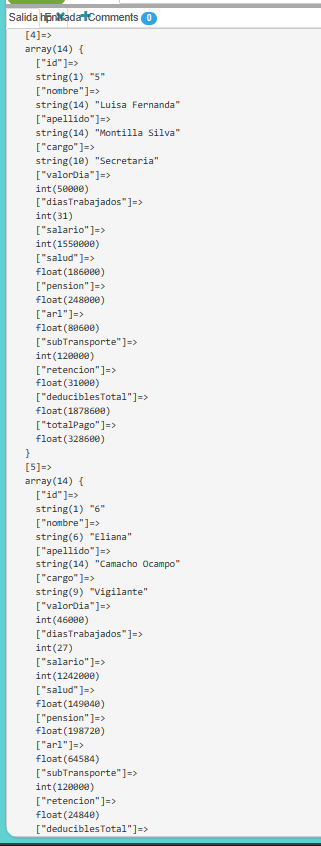 Salida Entrada Comments 0
[4]=>
array(14) {
["id"]=>
string(1) "5"
["nombre"]=>
string(14) "Luisa Fernanda"
["apellido"]=>
string(14) "Montilla Silva"
["cargo"]=>
string(10) "Secretaria"
["valorDia"]=>
int(50000)
["diasTrabajados"]=>
int(31)
["salario"]=>
int(1550000)
["salud"]=>
float(186000)
["pension"]=>
float(248000)
["arl"]=>
float(80600)
["subTransporte"]=>
int(120000)
["retencion"]=>
float(31000)
["deduciblesTotal"]=>
float(1878600)
["totalPago"]=>
float(328600)
}
[5]=>
array(14) {
["id"]=>
string(1) "6"
["nombre"]=>
string(6) "Eliana"
["apellido"]=>
string(14) "Camacho Ocampo"
["cargo"]=>
string(9) "Vigilante"
["valorDia"]=>
int(46000)
["diasTrabajados"]=>
int(27)
["salario"]=>
int(1242000)
["salud"]=>
float(149040)
["pension"]=>
float(198720)
["arl"]=>
float(64584)
["subTransporte"]=>
int(120000)
["retencion"]=>
float(24840)
["deduciblesTotal"]=>